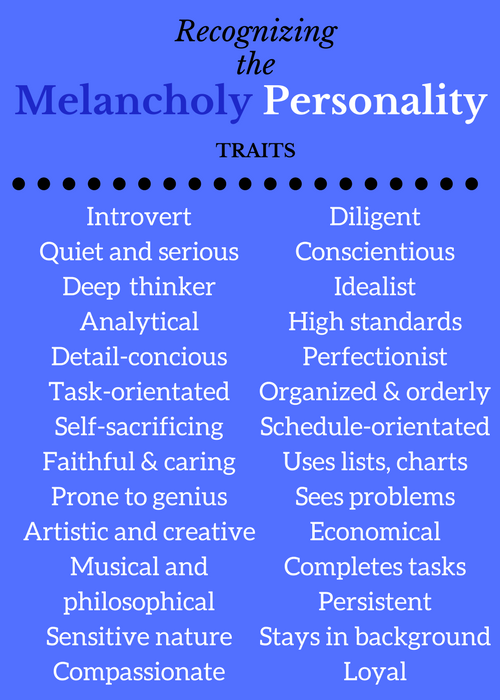 Recognizing
the
Melancholy Personality
TRAITS
Introvert
Quiet and serious
Deep thinker
Analytical
Detail-concious
Task-orientated
Self-sacrificing
Faithful & caring
Prone to genius
Artistic and creative
Musical and
philosophical
Sensitive nature
Compassionate
Diligent
Conscientious
Idealist
High standards
Perfectionist
Organized & orderly
Schedule-orientated
Uses lists, charts
Sees problems
Economical
Completes tasks
Persistent
Stays in background
Loyal